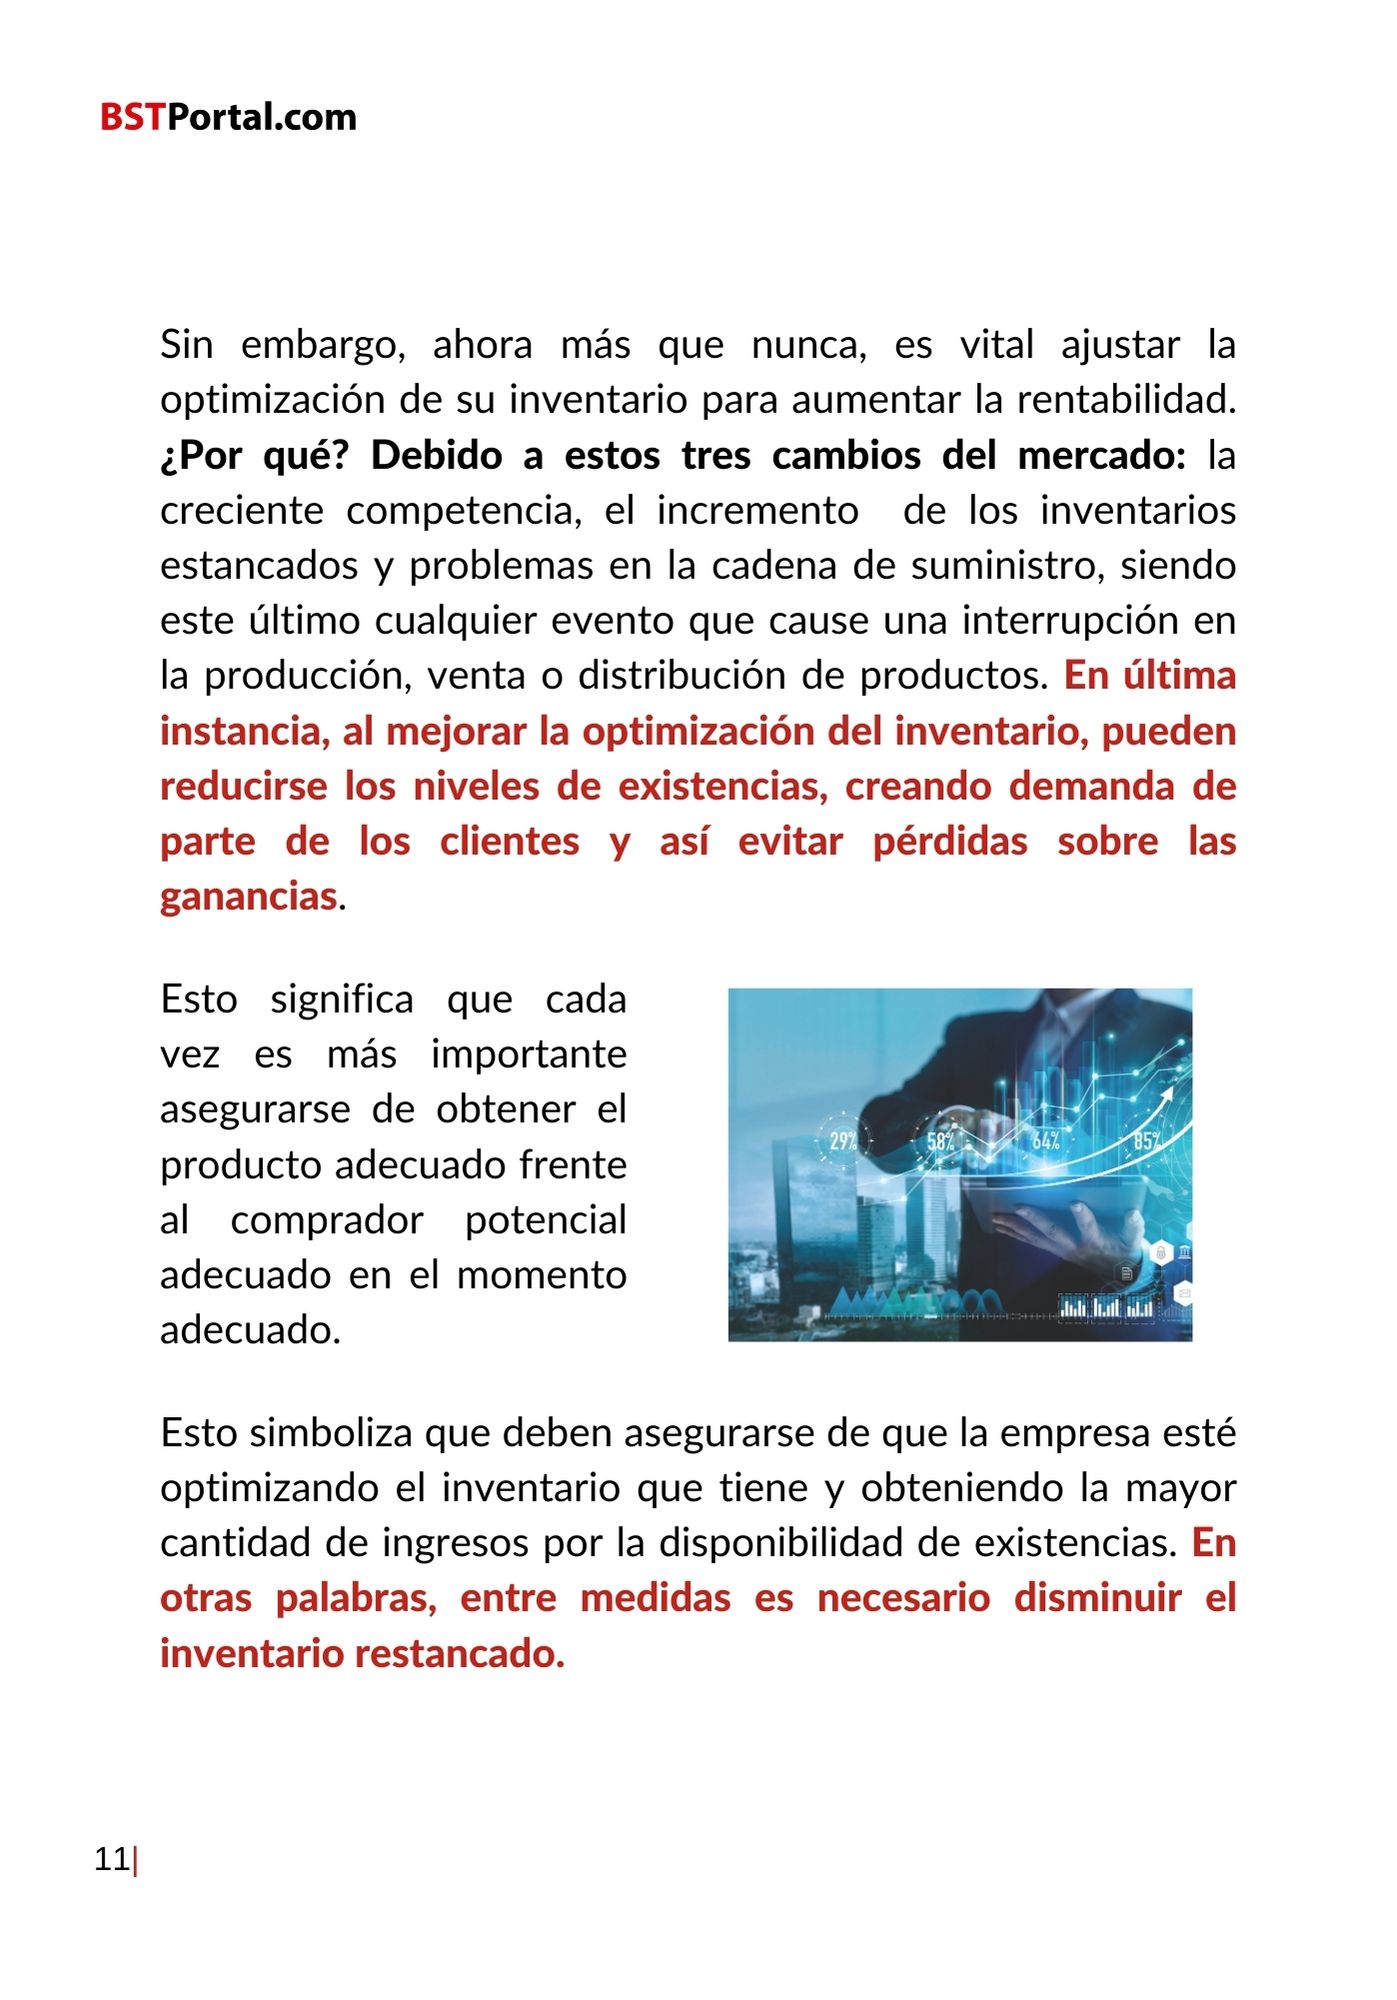 BSTPortal.com
Sin embargo, ahora más que nunca, es vital ajustar la
optimización de su inventario para aumentar la rentabilidad.
¿Por qué? Debido a estos tres cambios del mercado: la
creciente competencia, el incremento de los inventarios
estancados y problemas en la cadena de suministro, siendo
este último cualquier evento que cause una interrupción en
la producción, venta o distribución de productos. En última
instancia, al mejorar la optimización del inventario, pueden
reducirse los niveles de existencias, creando demanda de
parte de los clientes y así evitar pérdidas sobre las
ganancias.
Esto significa que cada
vez es más importante
asegurarse de obtener el
producto adecuado frente
al comprador potencial
adecuado en el momento
adecuado.
29% 58% 64% 85%
Esto simboliza que deben asegurarse de que la empresa esté
optimizando el inventario que tiene y obteniendo la mayor
cantidad de ingresos por la disponibilidad de existencias. En
otras palabras, entre medidas es necesario disminuir el
inventario restancado.
11|